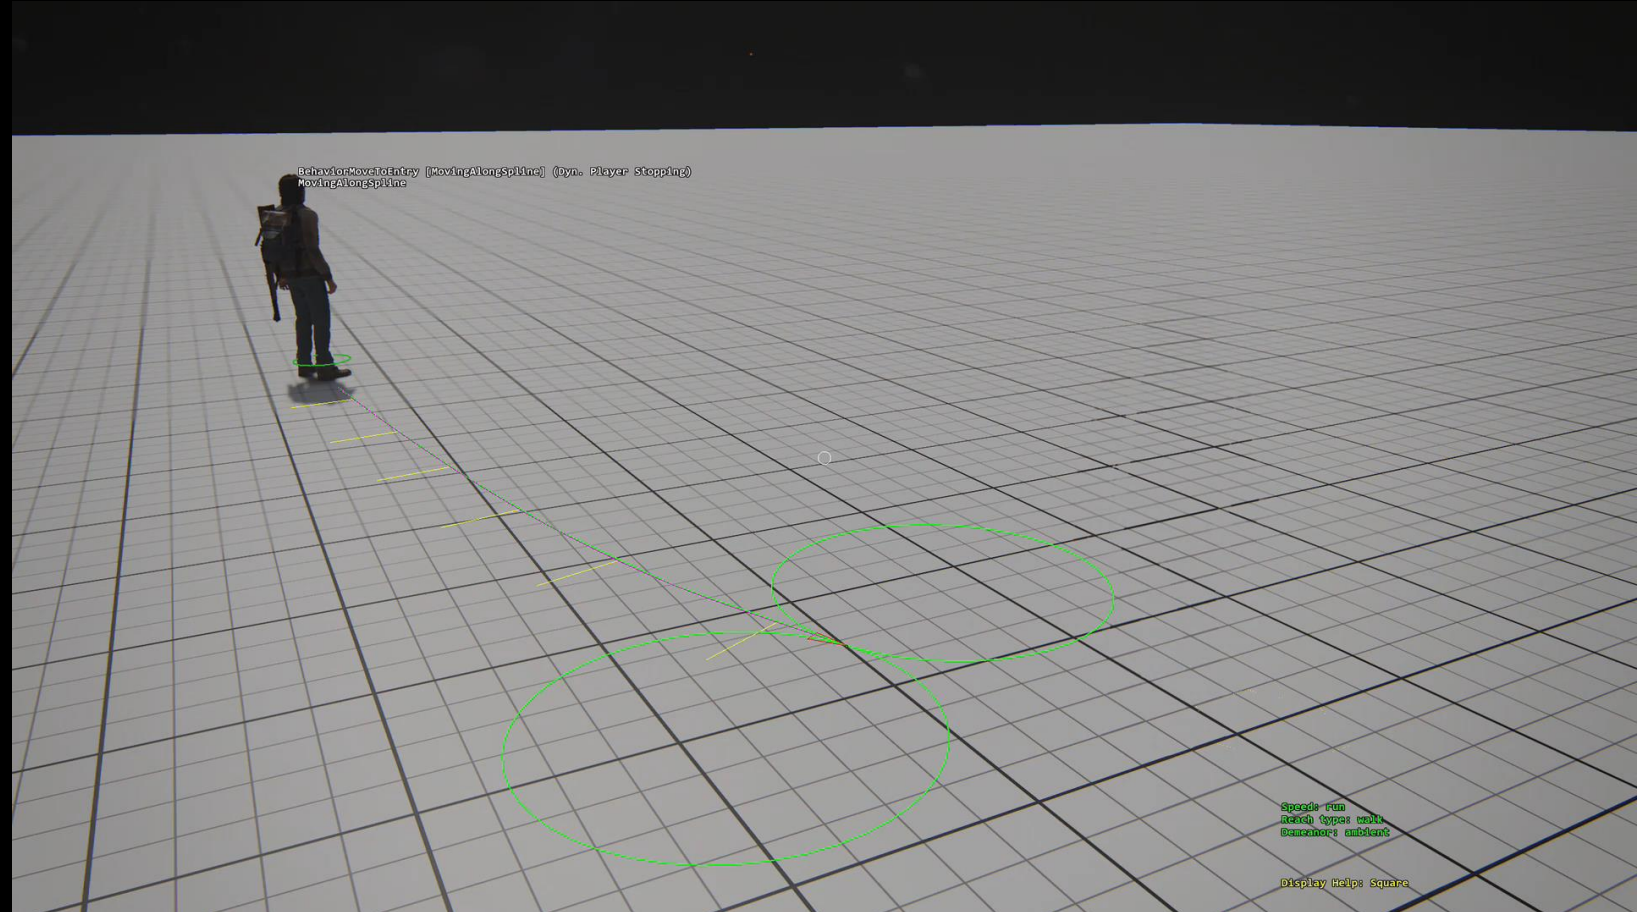 BehaviorMoveToEntry [MovingAlongSpline] (Dyn. Player Stopping)
MovingAlongSpline
Speed: run
Reach type: walk
Demeanor: ambient
Display Help: Square